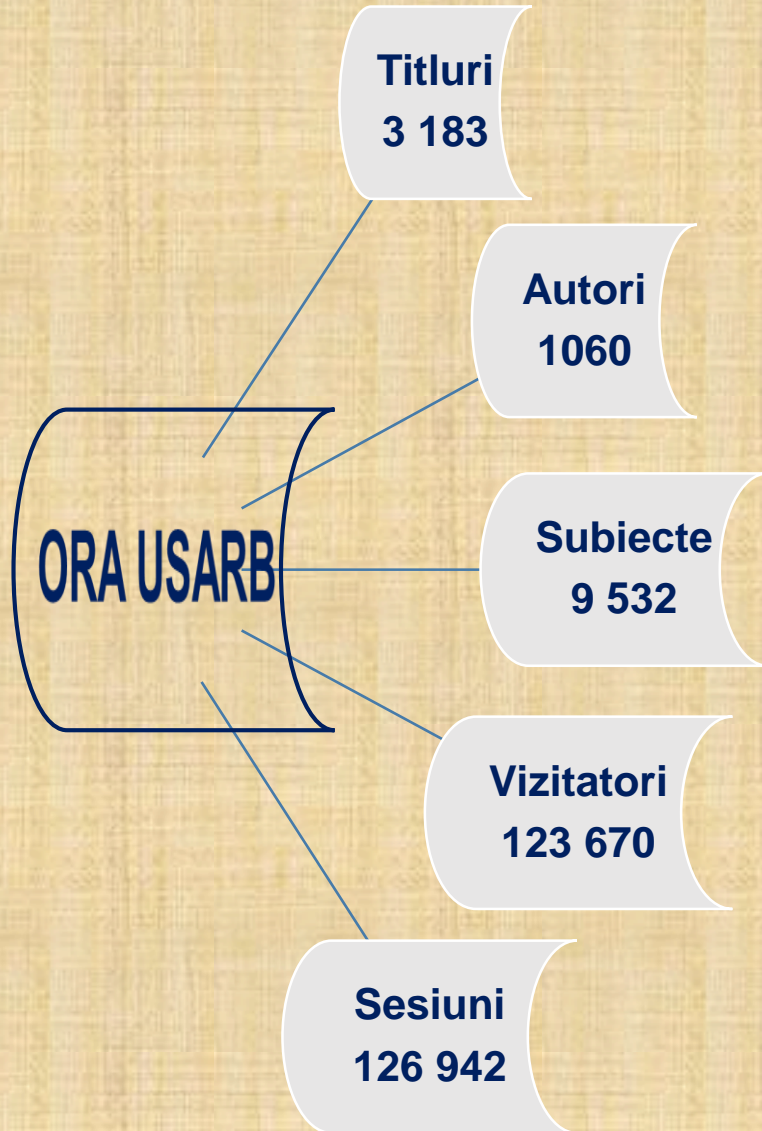 Titluri
3 183
Autori
1060
ORA USARB
Subiecte
9 532
Vizitatori
123 670
Sesiuni
126 942